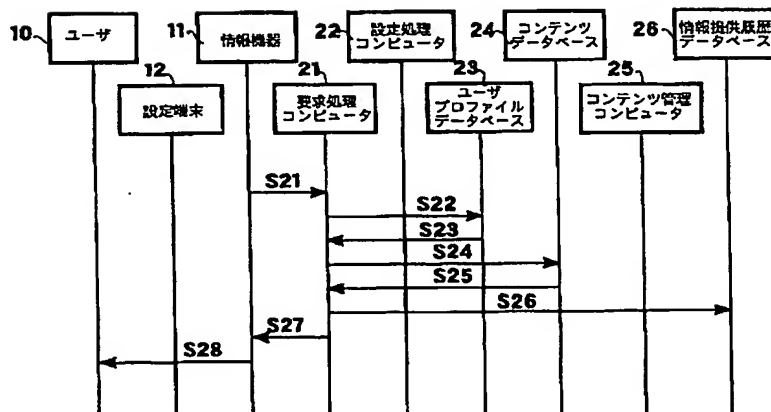 10
ユーザ
11
情報機器
22
設定処理
コンピュータ
24
コンテンツ
データベース
26
情報提供履歴
データベース
12
設定端末
21
要求処理
コンピュータ
23
ユーザ
プロファイル
データベース
25
コンテンツ管理
コンピュータ
S21
S22
S23
S24
S25
S26
S27
S28